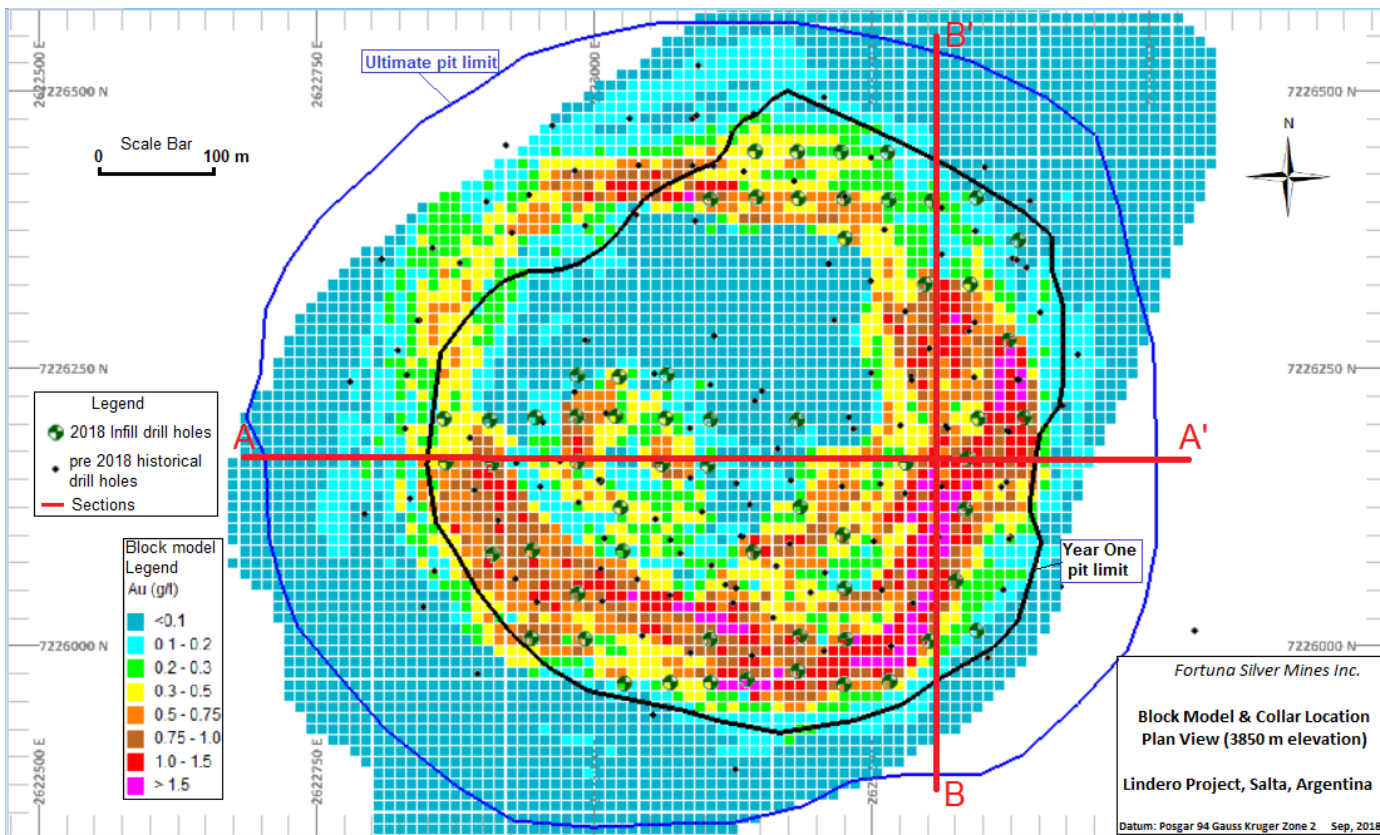 2622500 E
2622750 E
B'
Ultimate pit limit
7226500 N
7226500 N
Scale Bar
0 100 m
N
7226250 N
7226250 N
Legend
2018 Infill drill holes
pre 2018 historical
drill holes
Sections
A
A'
Block model
Legend
Au (g/t)
<0.1
0.1 - 0.2
0.2 - 0.3
0.3 - 0.5
0.5 - 0.75
0.75 - 1.0
1.0 - 1.5
> 1.5
Year One
pit limit
7226000 N
7226000 N
Fortuna Silver Mines Inc.
Block Model & Collar Location
Plan View (3850 m elevation)
Lindero Project, Salta, Argentina
Datum: Posgar 94 Gauss Kruger Zone 2 Sep, 2018
2622500 E
2622750 E
B